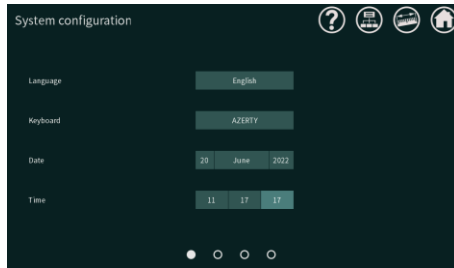 System configuration ?
Language English
Keyboard AZERTY
Date 20 June 2022
Time 11 17 17